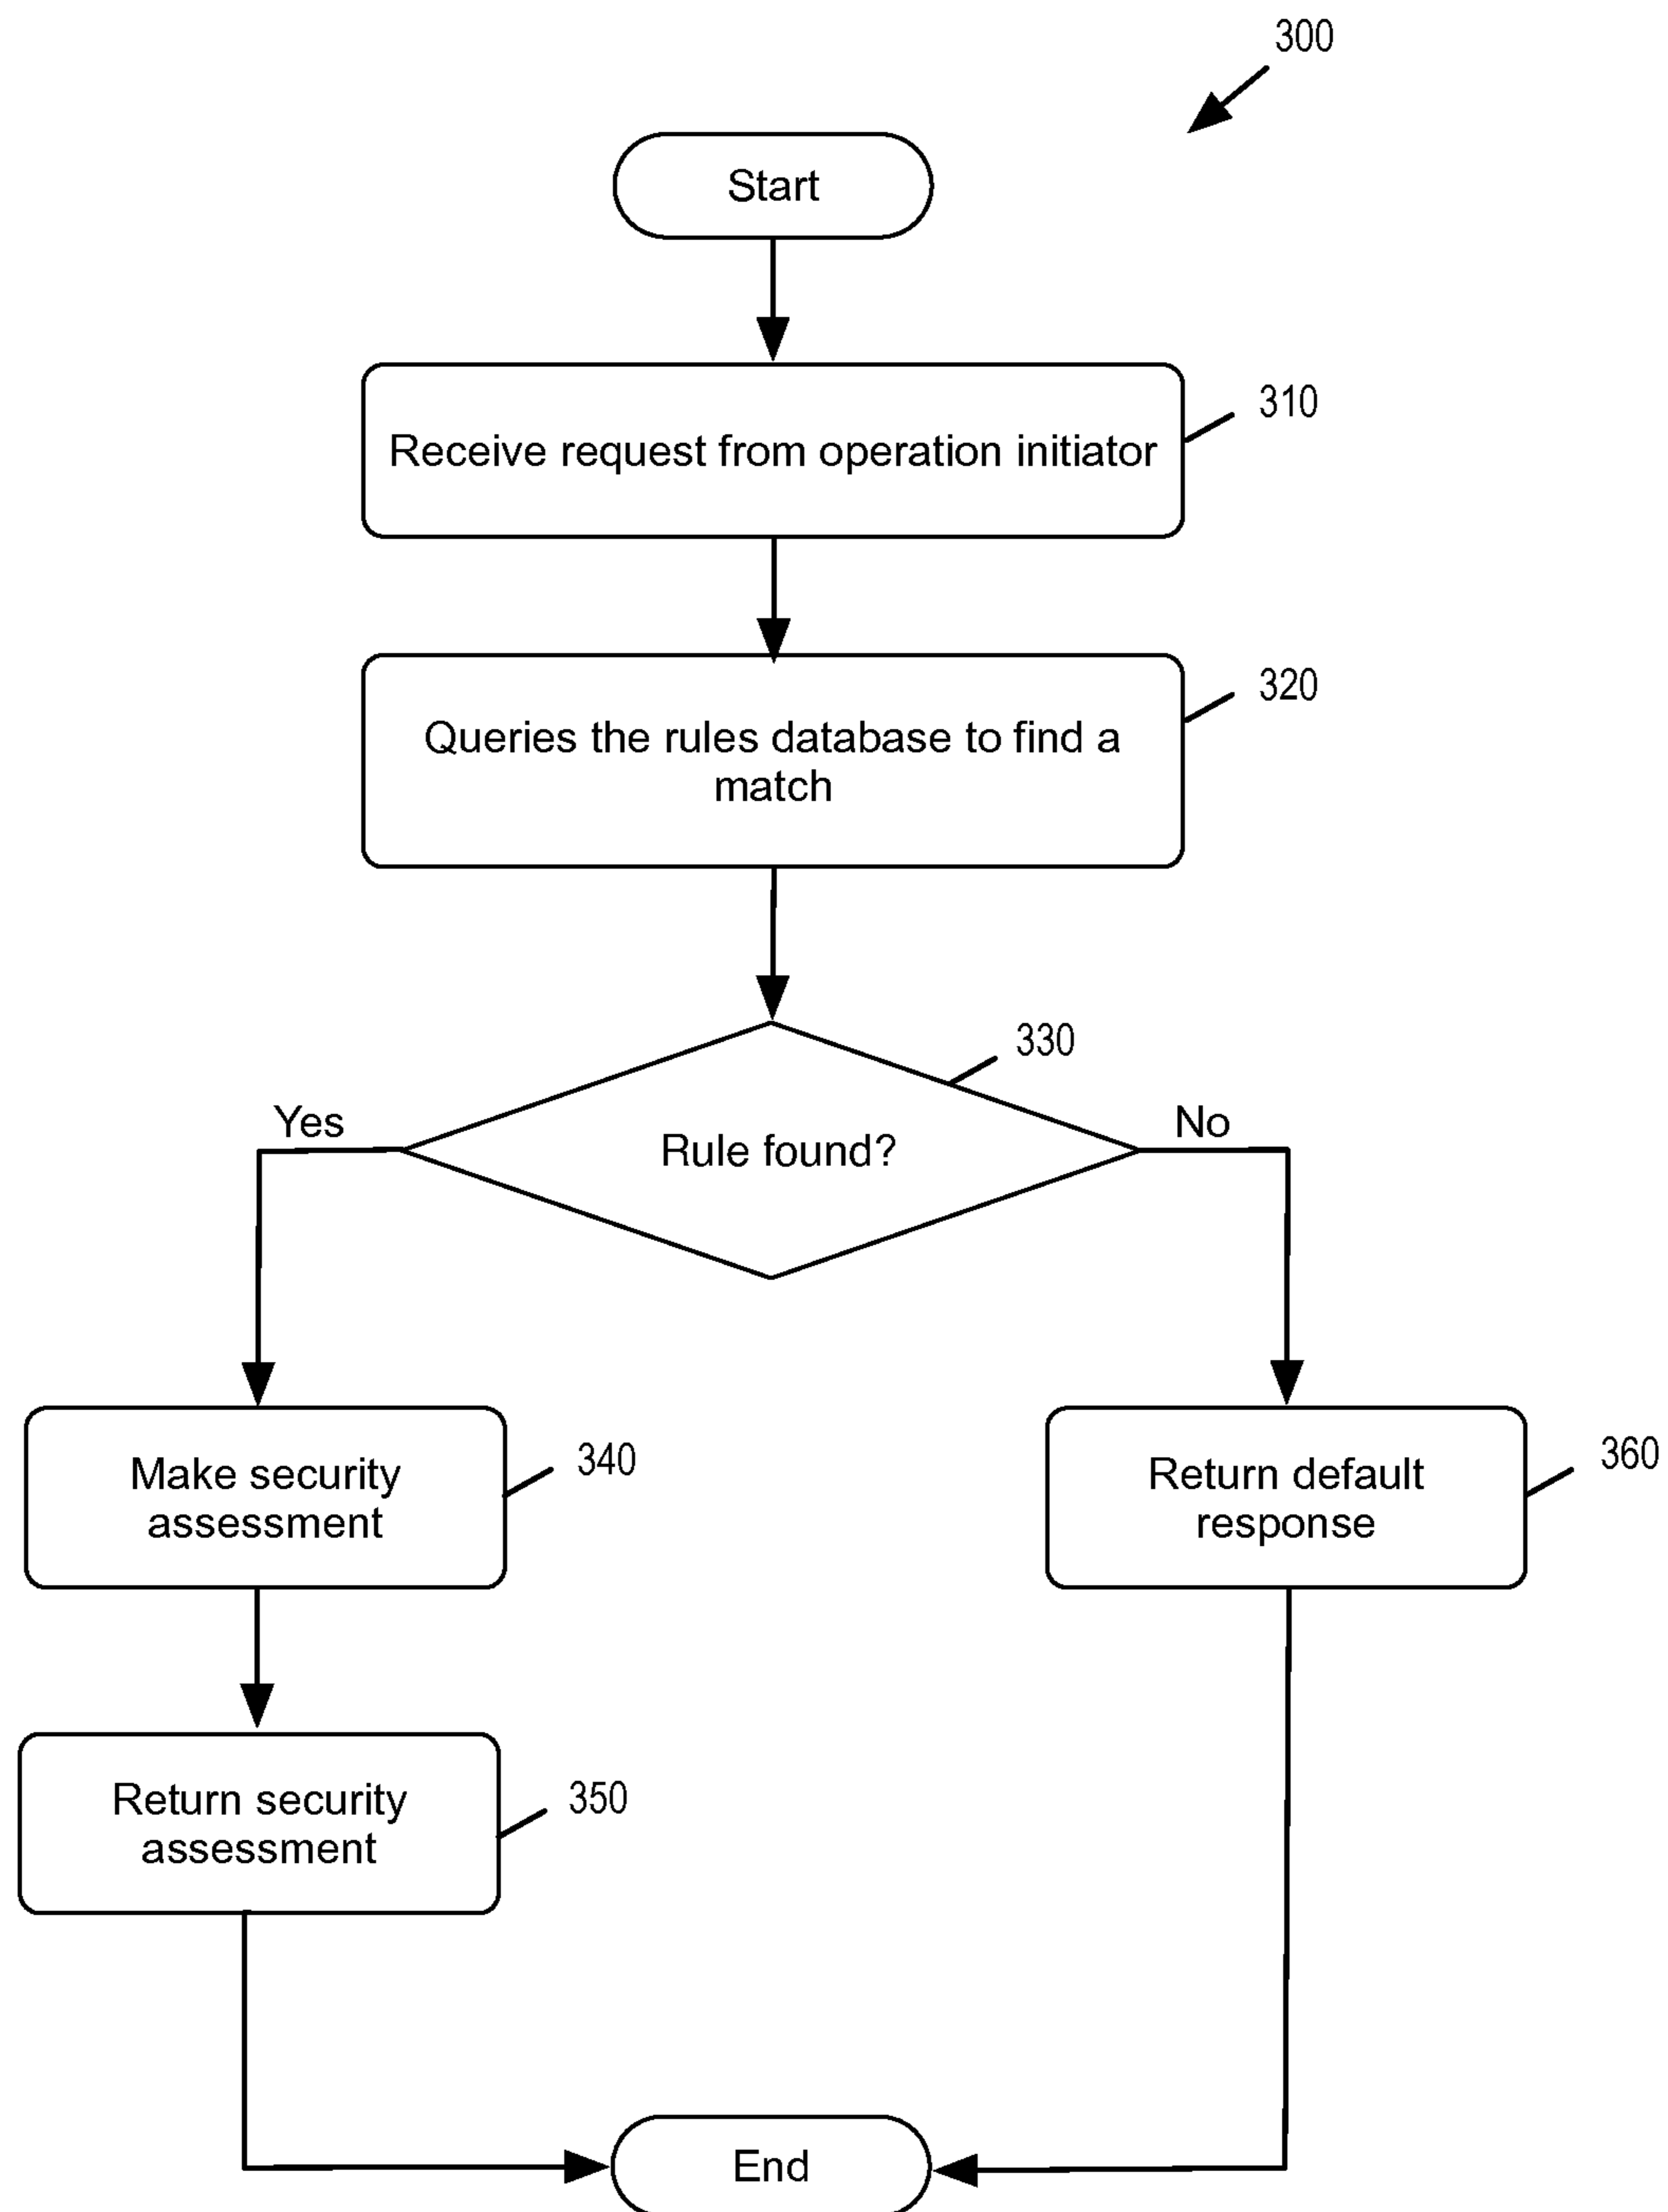 300
Start
310
Receive request from operation initiator
320
Queries the rules database to find a
match
330
Yes
No
Rule found?
340
Make security
assessment
360
Return default
response
350
Return security
assessment
End